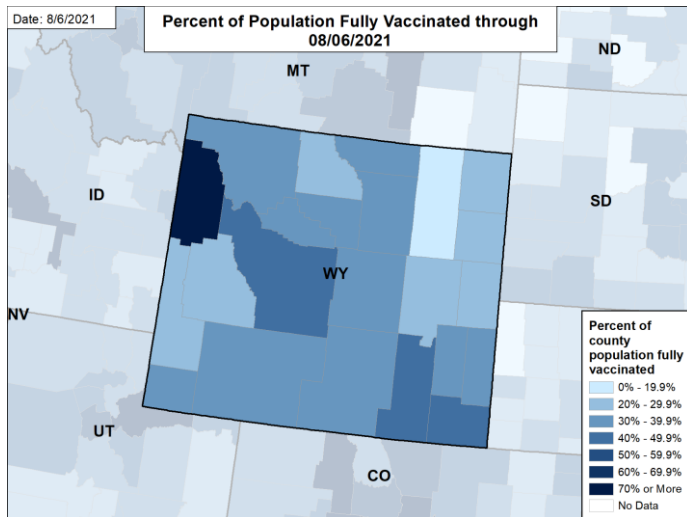 Date: 8/6/2021
Percent of Population Fully Vaccinated through
08/06/2021
ND
MT
ID
SD
WY
NV
UT
CO
Percent of
county
population fully
vaccinated
0% - 19.9%
20% - 29.9%
30% - 39.9%
40% - 49.9%
50% - 59.9%
60% - 69.9%
70% or More
No Data